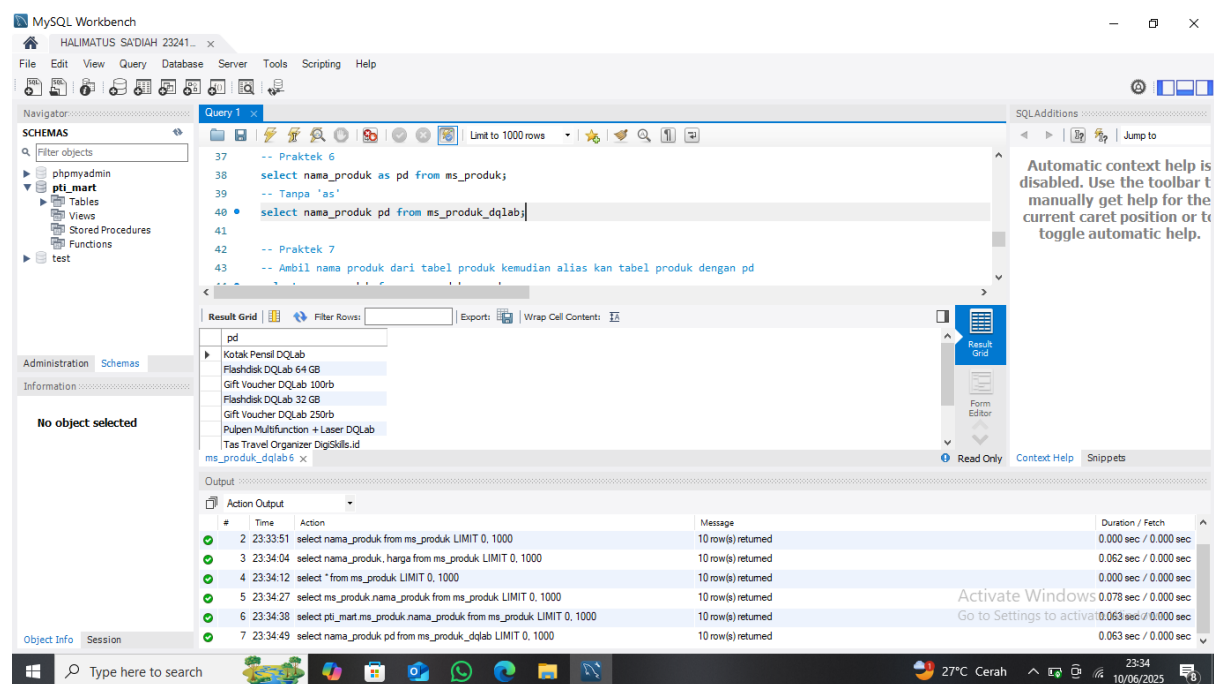 MySQL Workbench
HALIMATUS SA'DIAH 23241... ×
File Edit View Query Database Server Tools Scripting Help
Navigator
SCHEMAS
Filter objects
phpmyadmin
pti_mart
Tables
Views
Stored Procedures
Functions
test
Administration Schemas
Information
No object selected
Object Info Session
Query 1 ×
Limit to 1000 rows
37 -- Praktek 6
38 select nama_produk as pd from ms_produk;
39 -- Tanpa 'as'
40 select nama_produk pd from ms_produk_dqlab;
41
42 -- Praktek 7
43 -- Ambil nama produk dari tabel produk kemudian alias kan tabel produk dengan pd
Result Grid Filter Rows: Export: Wrap Cell Content:
pd
Kotak Pensil DQLab
Flashdisk DQLab 64 GB
Gift Voucher DQLab 100rb
Flashdisk DQLab 32 GB
Gift Voucher DQLab 250rb
Pulpen Multifunction + Laser DQLab
Tas Travel Organizer DigiSkills.id
Result Grid
Form Editor
ms_produk_dqlab 6 ×
Read Only
SQLAdditions
Jump to
Automatic context help is
disabled. Use the toolbar t
manually get help for the
current caret position or to
toggle automatic help.
Context Help Snippets
Output
Action Output
# Time Action Message Duration / Fetch
2 23:33:51 select nama_produk from ms_produk LIMIT 0, 1000 10 row(s) returned 0.000 sec / 0.000 sec
3 23:34:04 select nama_produk, harga from ms_produk LIMIT 0, 1000 10 row(s) returned 0.062 sec / 0.000 sec
4 23:34:12 select * from ms_produk LIMIT 0, 1000 10 row(s) returned 0.000 sec / 0.000 sec
5 23:34:27 select ms_produk.nama_produk from ms_produk LIMIT 0, 1000 10 row(s) returned 0.078 sec / 0.000 sec
6 23:34:38 select pti_mart.ms_produk.nama_produk from ms_produk LIMIT 0, 1000 10 row(s) returned 0.063 sec / 0.000 sec
7 23:34:49 select nama_produk pd from ms_produk_dqlab LIMIT 0, 1000 10 row(s) returned 0.063 sec / 0.000 sec
Activate Windows
Go to Settings to activate
Type here to search
27°C Cerah
23:34
10/06/2025
8